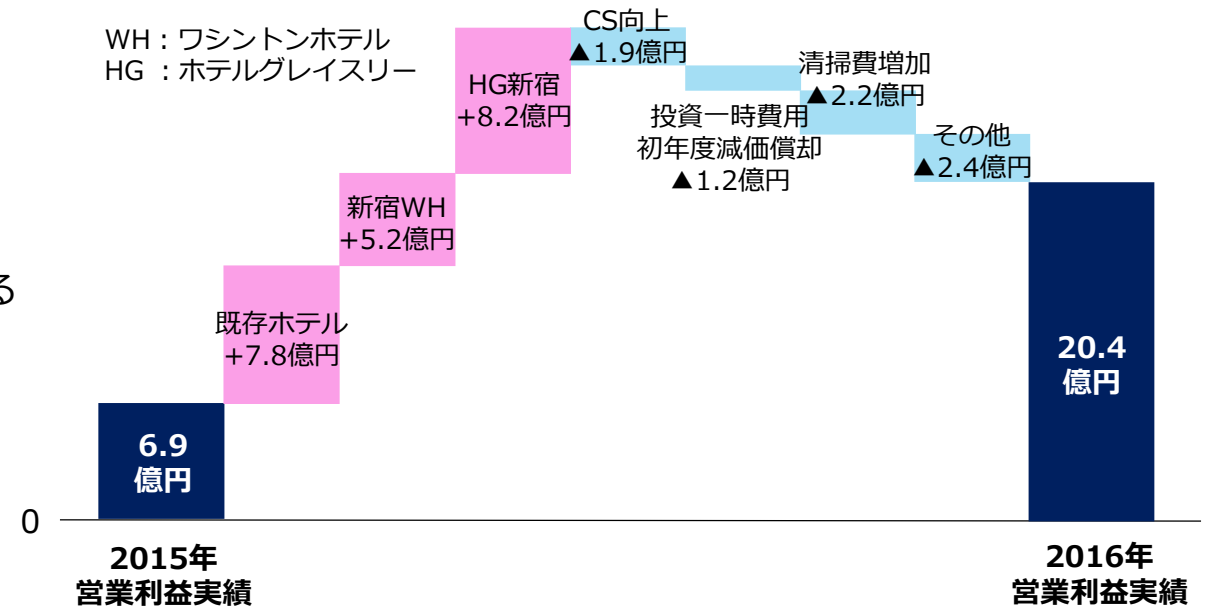 WH：ワシントンホテル
HG ：ホテルグレイスリー
CS向上
▲1.9億円
HG新宿
+8.2億円
清掃費増加
▲2.2億円
投資一時費用
初年度減価償却
▲1.2億円
その他
▲2.4億円
新宿WH
+5.2億円
る
既存ホテル
+7.8億円
20.4
億円
6.9
億円
0
2015年
営業利益実績
2016年
営業利益実績